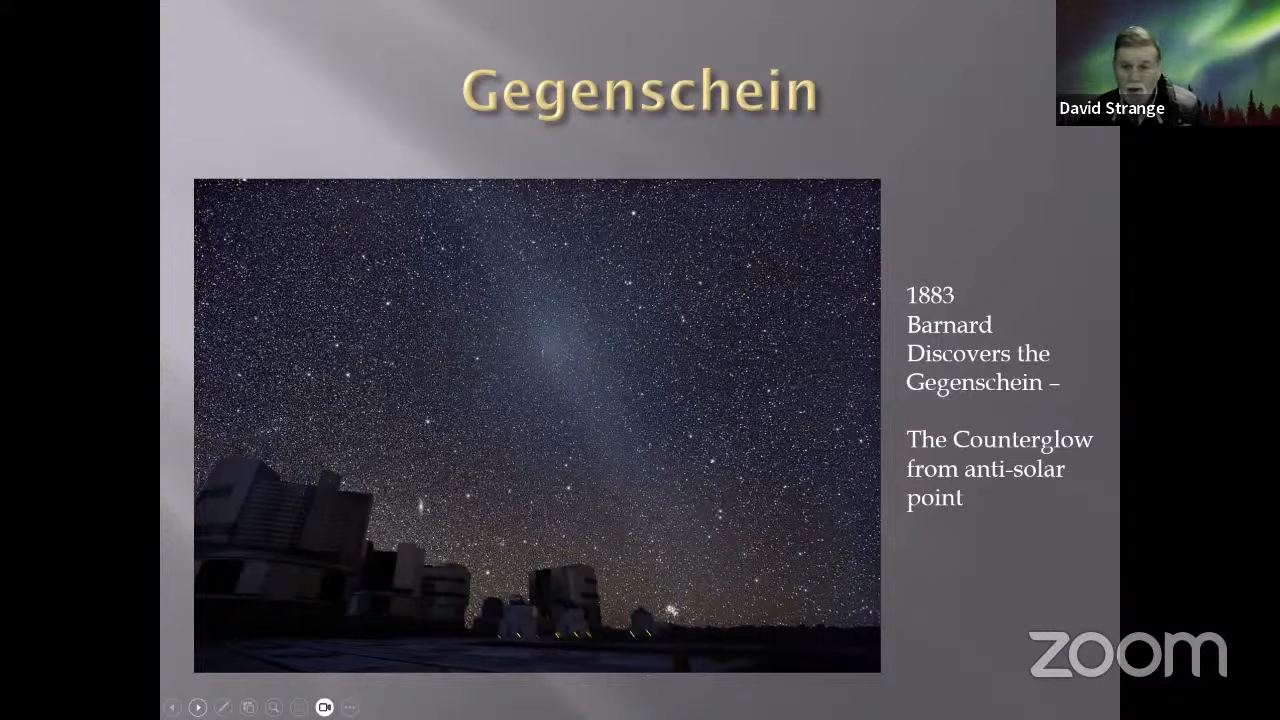 Gegenschein
David Strange
1883
Barnard
Discovers the
Gegenschein –
The Counterglow
from anti-solar
point
zoom